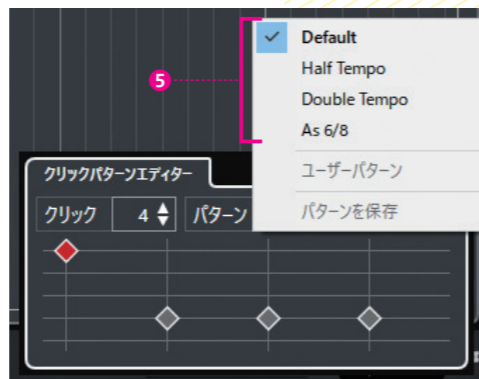 ❺
✓ Default
Half Tempo
Double Tempo
As 6/8
ユーザーパターン
パターンを保存
クリックパターンエディター
クリック 4 パターン